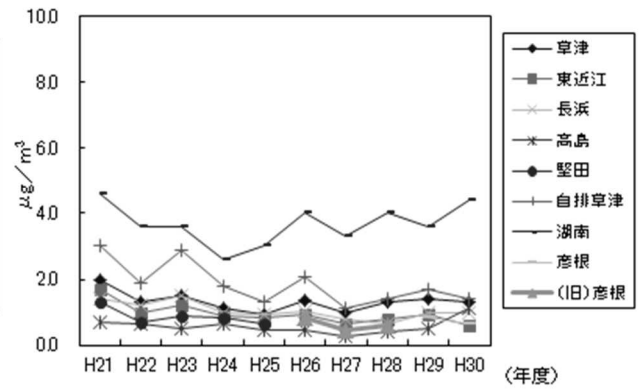 10.0
8.0
6.0
4.0
2.0
0.0
μg/m³
H21 H22 H23 H24 H25 H26 H27 H28 H29 H30
(年度)
草津
東近江
長浜
高島
堅田
自排草津
湖南
彦根
(旧)彦根